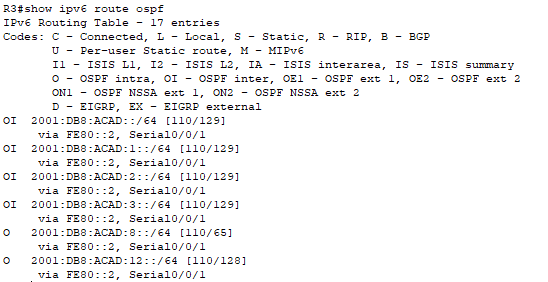 R3#show ipv6 route ospf
IPv6 Routing Table - 17 entries
Codes: C - Connected, L - Local, S - Static, R - RIP, B - BGP
U - Per-user Static route, M - MIPv6
I1 - ISIS L1, I2 - ISIS L2, IA - ISIS interarea, IS - ISIS summary
O - OSPF intra, OI - OSPF inter, OE1 - OSPF ext 1, OE2 - OSPF ext 2
ON1 - OSPF NSSA ext 1, ON2 - OSPF NSSA ext 2
D - EIGRP, EX - EIGRP external
OI 2001:DB8:ACAD::/64 [110/129]
via FE80::2, Serial0/0/1
OI 2001:DB8:ACAD:1::/64 [110/129]
via FE80::2, Serial0/0/1
OI 2001:DB8:ACAD:2::/64 [110/129]
via FE80::2, Serial0/0/1
OI 2001:DB8:ACAD:3::/64 [110/129]
via FE80::2, Serial0/0/1
O 2001:DB8:ACAD:8::/64 [110/65]
via FE80::2, Serial0/0/1
O 2001:DB8:ACAD:12::/64 [110/128]
via FE80::2, Serial0/0/1